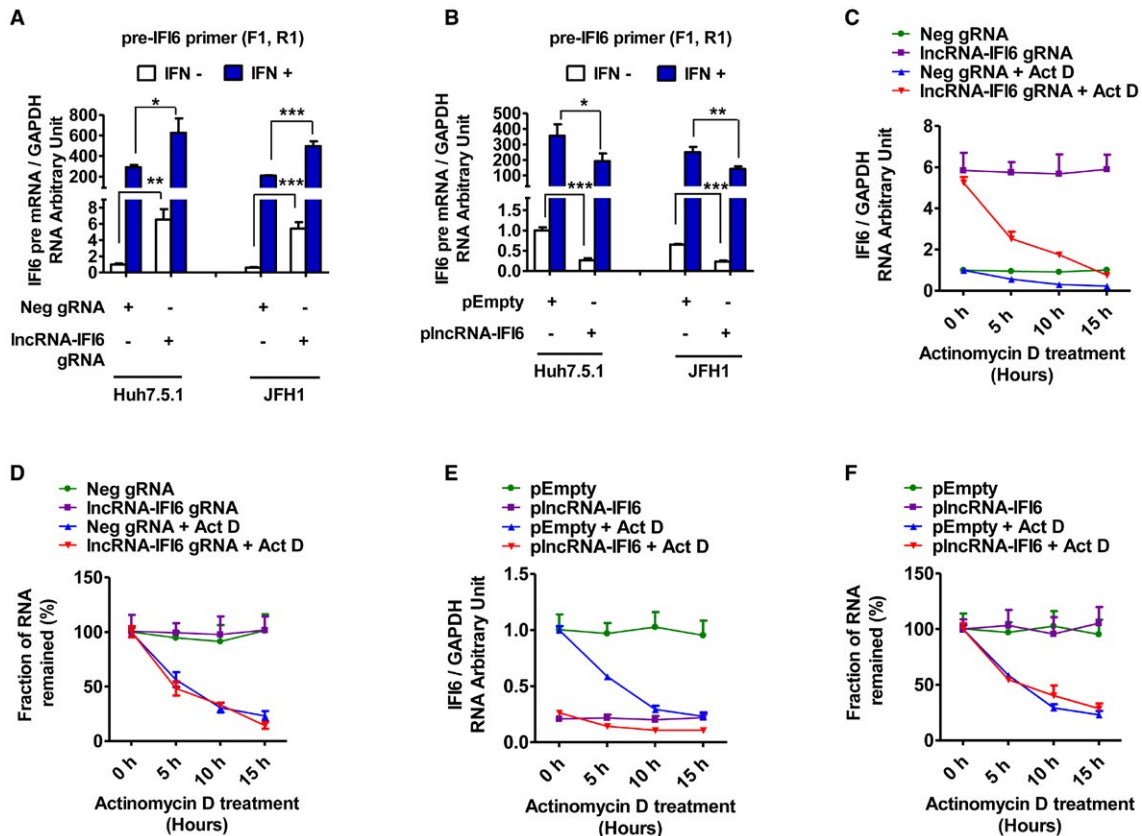 A
pre-IFI6 primer (F1, R1)
IFN -
IFN +
IFI6 pre mRNA / GAPDH
RNA Arbitrary Unit
800
600
400
200
8
6
4
2
0
*
**
***
***
Neg gRNA + - + -
lncRNA-IFI6 - + - +
gRNA
Huh7.5.1 JFH1
B
pre-IFI6 primer (F1, R1)
IFN -
IFN +
IFI6 pre mRNA / GAPDH
RNA Arbitrary Unit
500
400
300
200
100
1.0
0.5
0.0
*
***
**
***
pEmpty + - + -
plncRNA-IFI6 - + - +
Huh7.5.1 JFH1
C
Neg gRNA
lncRNA-IFI6 gRNA
Neg gRNA + Act D
lncRNA-IFI6 gRNA + Act D
IFI6 / GAPDH
RNA Arbitrary Unit
8
6
4
2
0
0 h 5 h 10 h 15 h
Actinomycin D treatment
(Hours)
D
Neg gRNA
lncRNA-IFI6 gRNA
Neg gRNA + Act D
lncRNA-IFI6 gRNA + Act D
Fraction of RNA
remained (%)
150
100
50
0
0 h 5 h 10 h 15 h
Actinomycin D treatment
(Hours)
E
pEmpty
plncRNA-IFI6
pEmpty + Act D
plncRNA-IFI6 + Act D
IFI6 / GAPDH
RNA Arbitrary Unit
1.5
1.0
0.5
0.0
0 h 5 h 10 h 15 h
Actinomycin D treatment
(Hours)
F
pEmpty
plncRNA-IFI6
pEmpty + Act D
plncRNA-IFI6 + Act D
Fraction of RNA
remained (%)
150
100
50
0
0 h 5 h 10 h 15 h
Actinomycin D treatment
(Hours)